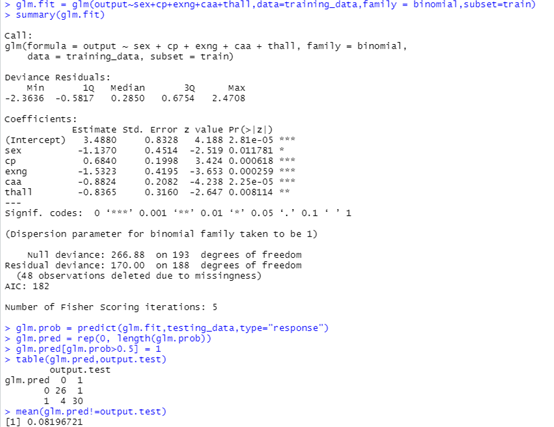 > glm.fit = glm(output~sex+cp+exng+caa+thall,data=training_data,family = binomial,subset=train)
> summary(glm.fit)

Call:
glm(formula = output ~ sex + cp + exng + caa + thall, family = binomial,
    data = training_data, subset = train)

Deviance Residuals:
    Min      1Q  Median      3Q     Max
-2.3636 -0.5817  0.2850  0.6754  2.4708

Coefficients:
            Estimate Std. Error z value Pr(>|z|)
(Intercept)   3.4880     0.8328   4.188 2.81e-05 ***
sex          -1.1370     0.4514  -2.519 0.011781 *
cp            0.6840     0.1998   3.424 0.000618 ***
exng         -1.5323     0.4195  -3.653 0.000259 ***
caa          -0.8824     0.2082  -4.238 2.25e-05 ***
thall        -0.8365     0.3160  -2.647 0.008114 **
---
Signif. codes:  0 ‘***’ 0.001 ‘**’ 0.01 ‘*’ 0.05 ‘.’ 0.1 ‘ ’ 1

(Dispersion parameter for binomial family taken to be 1)

    Null deviance: 266.88  on 193  degrees of freedom
Residual deviance: 170.00  on 188  degrees of freedom
  (48 observations deleted due to missingness)
AIC: 182

Number of Fisher Scoring iterations: 5

> glm.prob = predict(glm.fit,testing_data,type="response")
> glm.pred = rep(0, length(glm.prob))
> glm.pred[glm.prob>0.5] = 1
> table(glm.pred,output.test)
        output.test
glm.pred  0  1
       0 26  1
       1  4 30
> mean(glm.pred!=output.test)
[1] 0.08196721